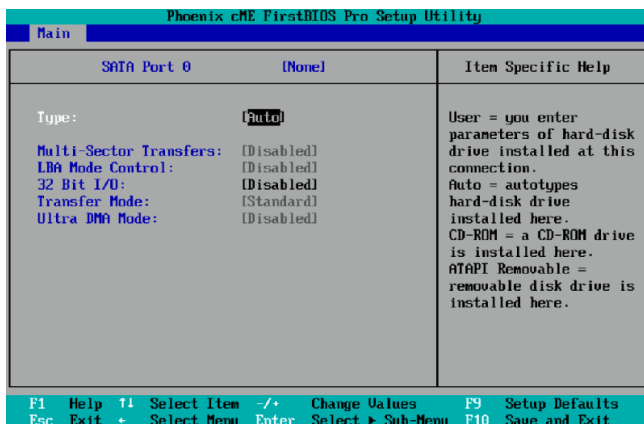 Phoenix cME FirstBIOS Pro Setup Utility
Main
SATA Port 0 [None]
Item Specific Help
Type: [Auto]
Multi-Sector Transfers: [Disabled]
LBA Mode Control: [Disabled]
32 Bit I/O: [Disabled]
Transfer Mode: [Standard]
Ultra DMA Mode: [Disabled]
User = you enter
parameters of hard-disk
drive installed at this
connection.
Auto = autotypes
hard-disk drive
installed here.
CD-ROM = a CD-ROM drive
is installed here.
ATAPI Removable =
removable disk drive is
installed here.
F1 Help ↑↓ Select Item -/+ Change Values F9 Setup Defaults
Esc Exit ← Select Menu Enter Select ► Sub-Menu F10 Save and Exit